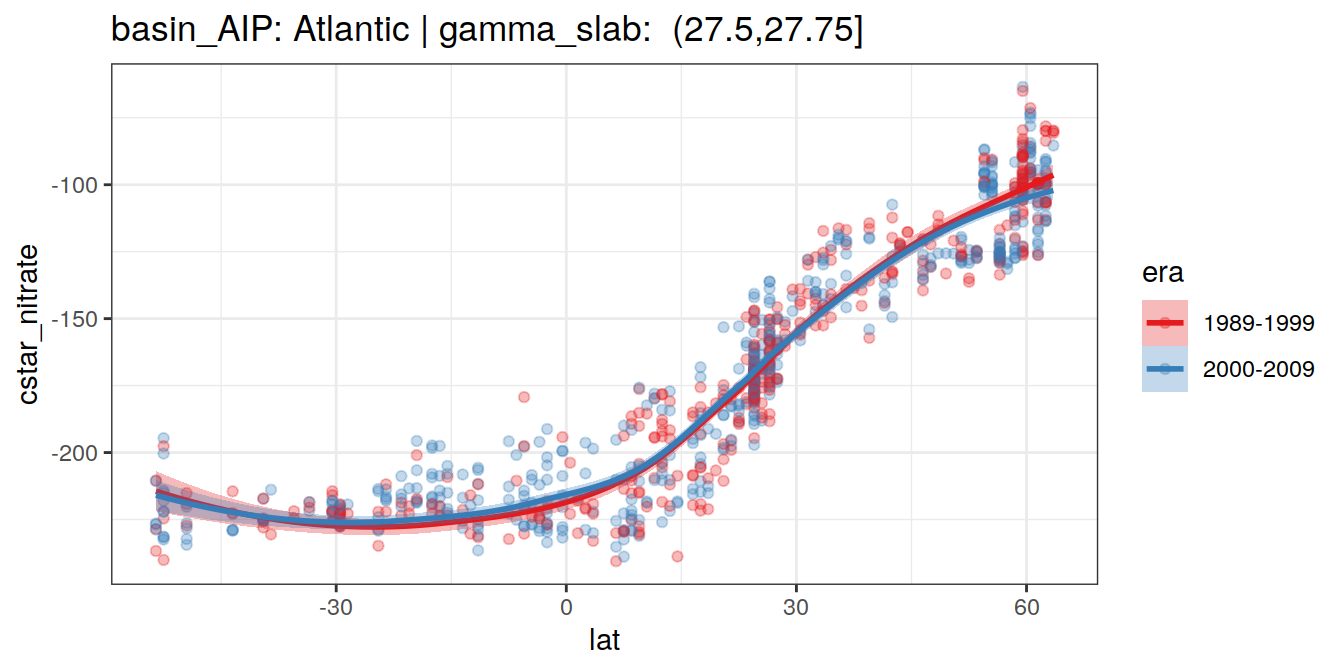 basin_AIP: Atlantic | gamma_slab:  (27.5,27.75]
cstar_nitrate
-100
-150
-200
-30
0
30
60
lat
era
1989-1999
2000-2009